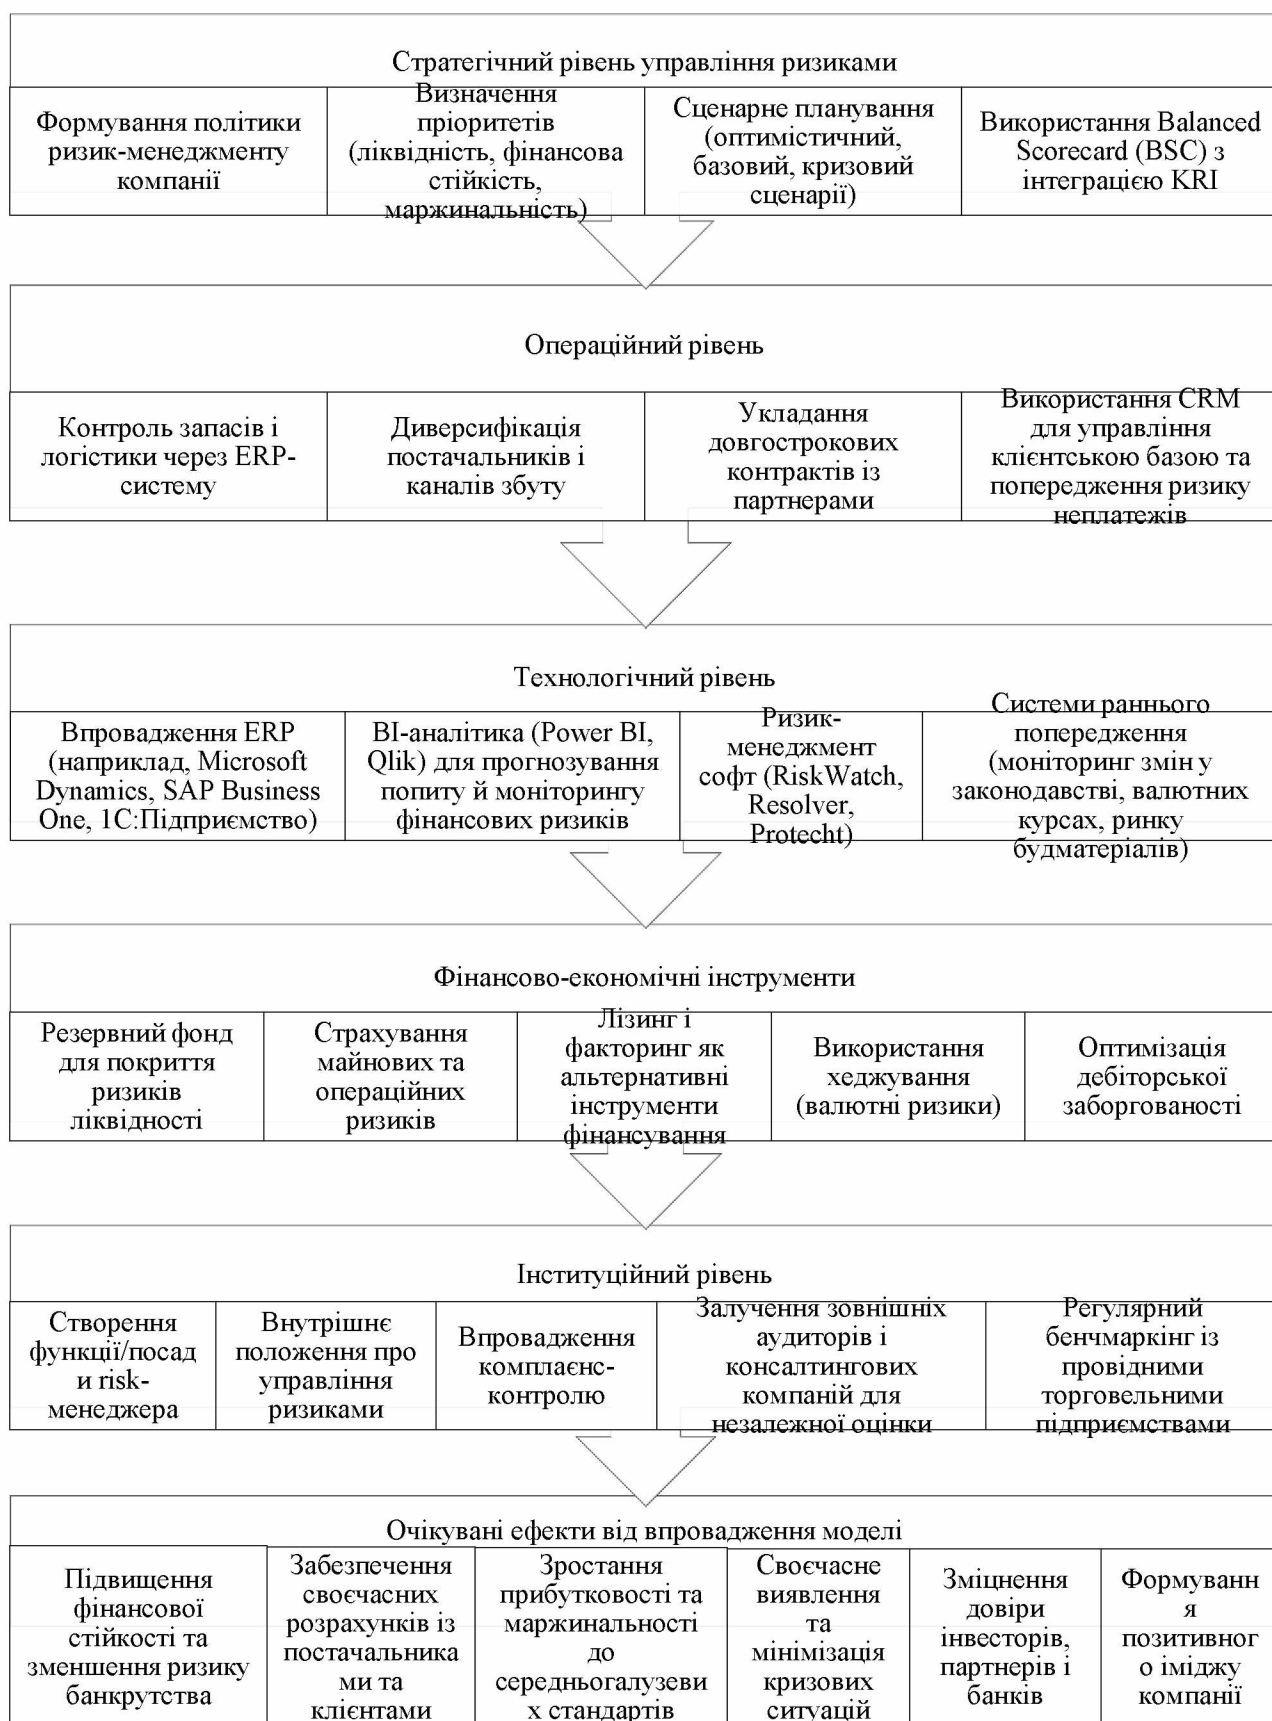 Стратегічний рівень управління ризиками
Формування політики
ризик-менеджменту
компанії
Визначення
пріоритетів
(ліквідність, фінансова
стійкість,
маржинальність)
Сценарне планування
(оптимістичний,
базовий, кризовий
сценарії)
Використання Balanced
Scorecard (BSC) з
інтеграцією KRI
Операційний рівень
Контроль запасів і
логістики через ERP-
систему
Диверсифікація
постачальників і
каналів збуту
Укладання
довгострокових
контрактів із
партнерами
Використання CRM
для управління
клієнтською базою та
попередження ризику
неплатежів
Технологічний рівень
Впровадження ERP
(наприклад, Microsoft
Dynamics, SAP Business
One, 1С:Підприємство)
BI-аналітика (Power BI,
Qlik) для прогнозування
попиту й моніторингу
фінансових ризиків
Ризик-
менеджмент
софт (RiskWatch,
Resolver,
Protecht)
Системи раннього
попередження
(моніторинг змін у
законодавстві, валютних
курсах, ринку
будматеріалів)
Фінансово-економічні інструменти
Резервний фонд
для покриття
ризиків
ліквідності
Страхування
майнових та
операційних
ризиків
Лізинг і
факторинг як
альтернативні
інструменти
фінансування
Використання
хеджування
(валютні ризики)
Оптимізація
дебіторської
заборгованості
Інституційний рівень
Створення
функції/посад
и risk-
менеджера
Внутрішнє
положення про
управління
ризиками
Впровадження
комплаєнс-
контролю
Залучення зовнішніх
аудиторів і
консалтингових
компаній для
незалежної оцінки
Регулярний
бенчмаркінг із
провідними
торговельними
підприємствами
Очікувані ефекти від впровадження моделі
Підвищення
фінансової
стійкості та
зменшення ризику
банкрутства
Забезпечення
своєчасних
розрахунків із
постачальника
ми та
клієнтами
Зростання
прибутковості та
маржинальності
до
середньогалузеви
х стандартів
Своєчасне
виявлення
та
мінімізація
кризових
ситуацій
Зміцнення
довіри
інвесторів,
партнерів і
банків
Формуванн
я
позитивног
о іміджу
компанії